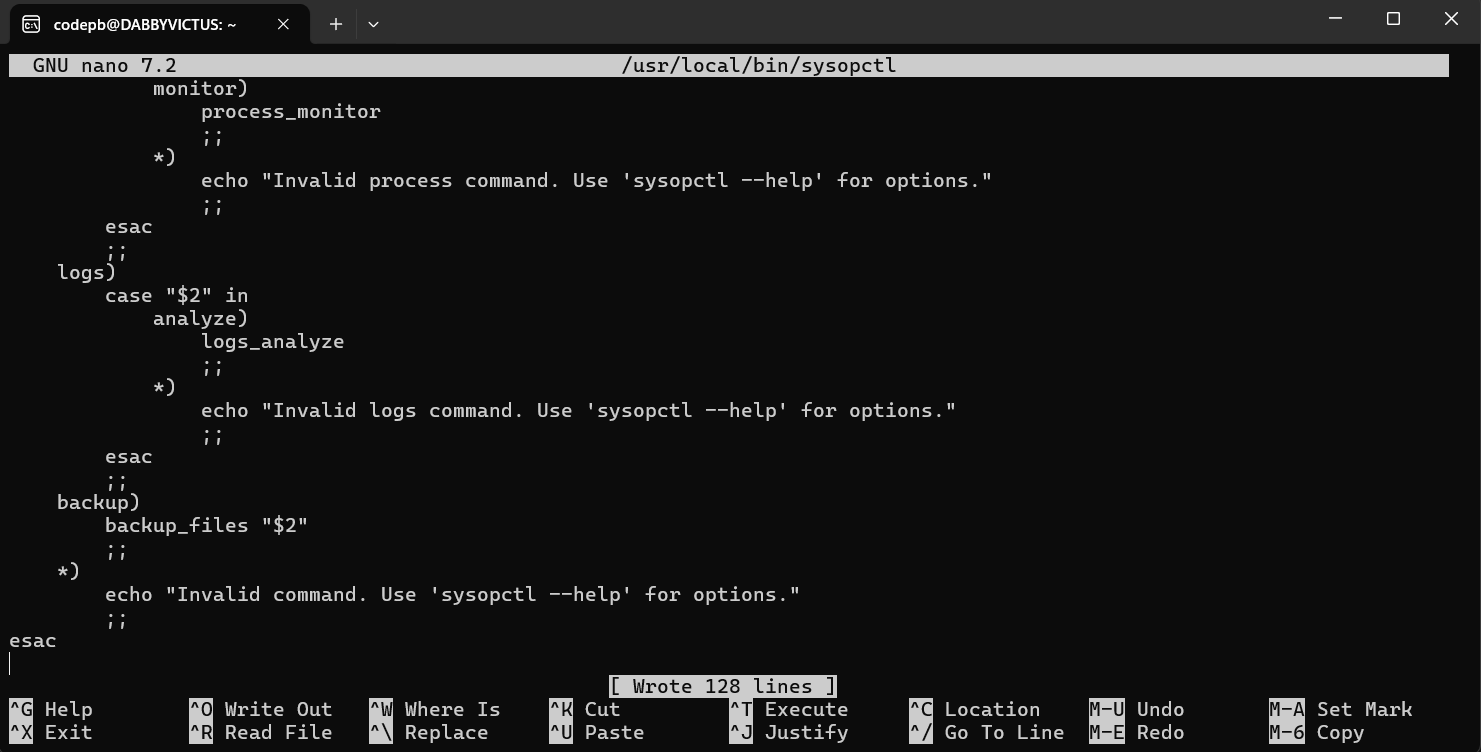 codepb@DABBYVICTUS: ~
GNU nano 7.2 /usr/local/bin/sysopctl
            monitor)
                process_monitor
                ;;
            *)
                echo "Invalid process command. Use 'sysopctl --help' for options."
                ;;
        esac
        ;;
    logs)
        case "$2" in
            analyze)
                logs_analyze
                ;;
            *)
                echo "Invalid logs command. Use 'sysopctl --help' for options."
                ;;
        esac
        ;;
    backup)
        backup_files "$2"
        ;;
    *)
        echo "Invalid command. Use 'sysopctl --help' for options."
        ;;
esac
[ Wrote 128 lines ]
^G Help ^O Write Out ^W Where Is ^K Cut ^T Execute ^C Location M-U Undo M-A Set Mark
^X Exit ^R Read File ^\ Replace ^U Paste ^J Justify ^/ Go To Line M-E Redo M-6 Copy